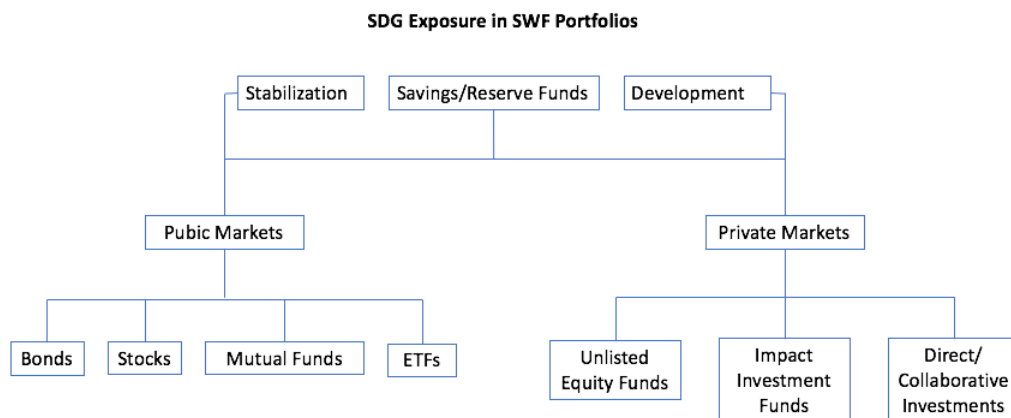 SDG Exposure in SWF Portfolios
Stabilization
Savings/Reserve Funds
Development
Pubic Markets
Private Markets
Bonds
Stocks
Mutual Funds
ETFs
Unlisted
Equity Funds
Impact
Investment
Funds
Direct/
Collaborative
Investments